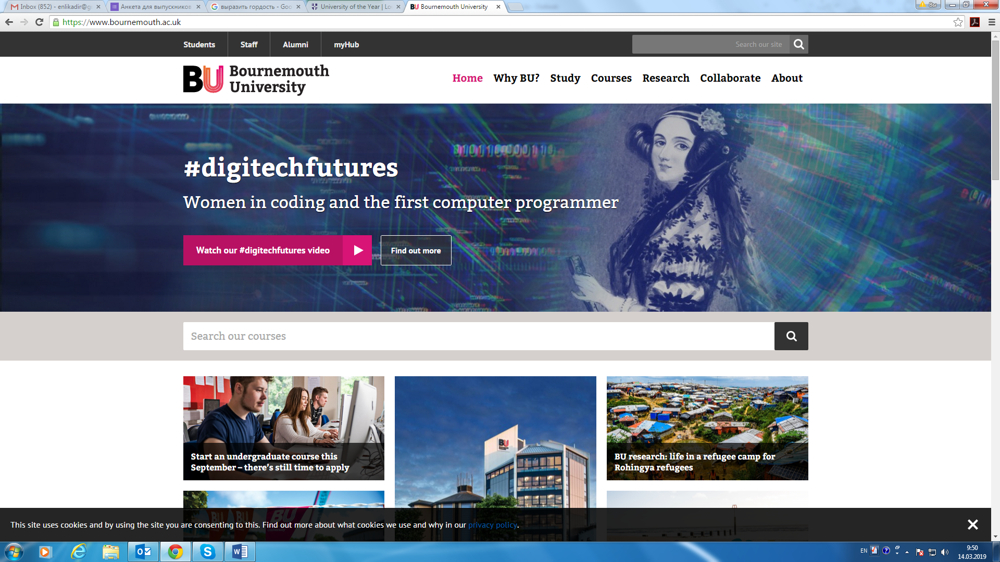 Inbox (852) - enlikadir@g
Анкета для выпускников
выразить гордость - Goo
University of the Year | Lo
Bournemouth University
Вы
https://www.bournemouth.ac.uk
Students
Staff
Alumni
myHub
Search our site
BU Bournemouth
University
Home
Why BU?
Study
Courses
Research
Collaborate
About
#digitechfutures
Women in coding and the first computer programmer
Watch our #digitechfutures video
Find out more
Search our courses
Start an undergraduate course this
September – there's still time to apply
BU
BU research: life in a refugee camp for
Rohingya refugees
BU
BU
BU
This site uses cookies and by using the site you are consenting to this. Find out more about what cookies we use and why in our privacy policy.
EN
9:50
14.03.2019